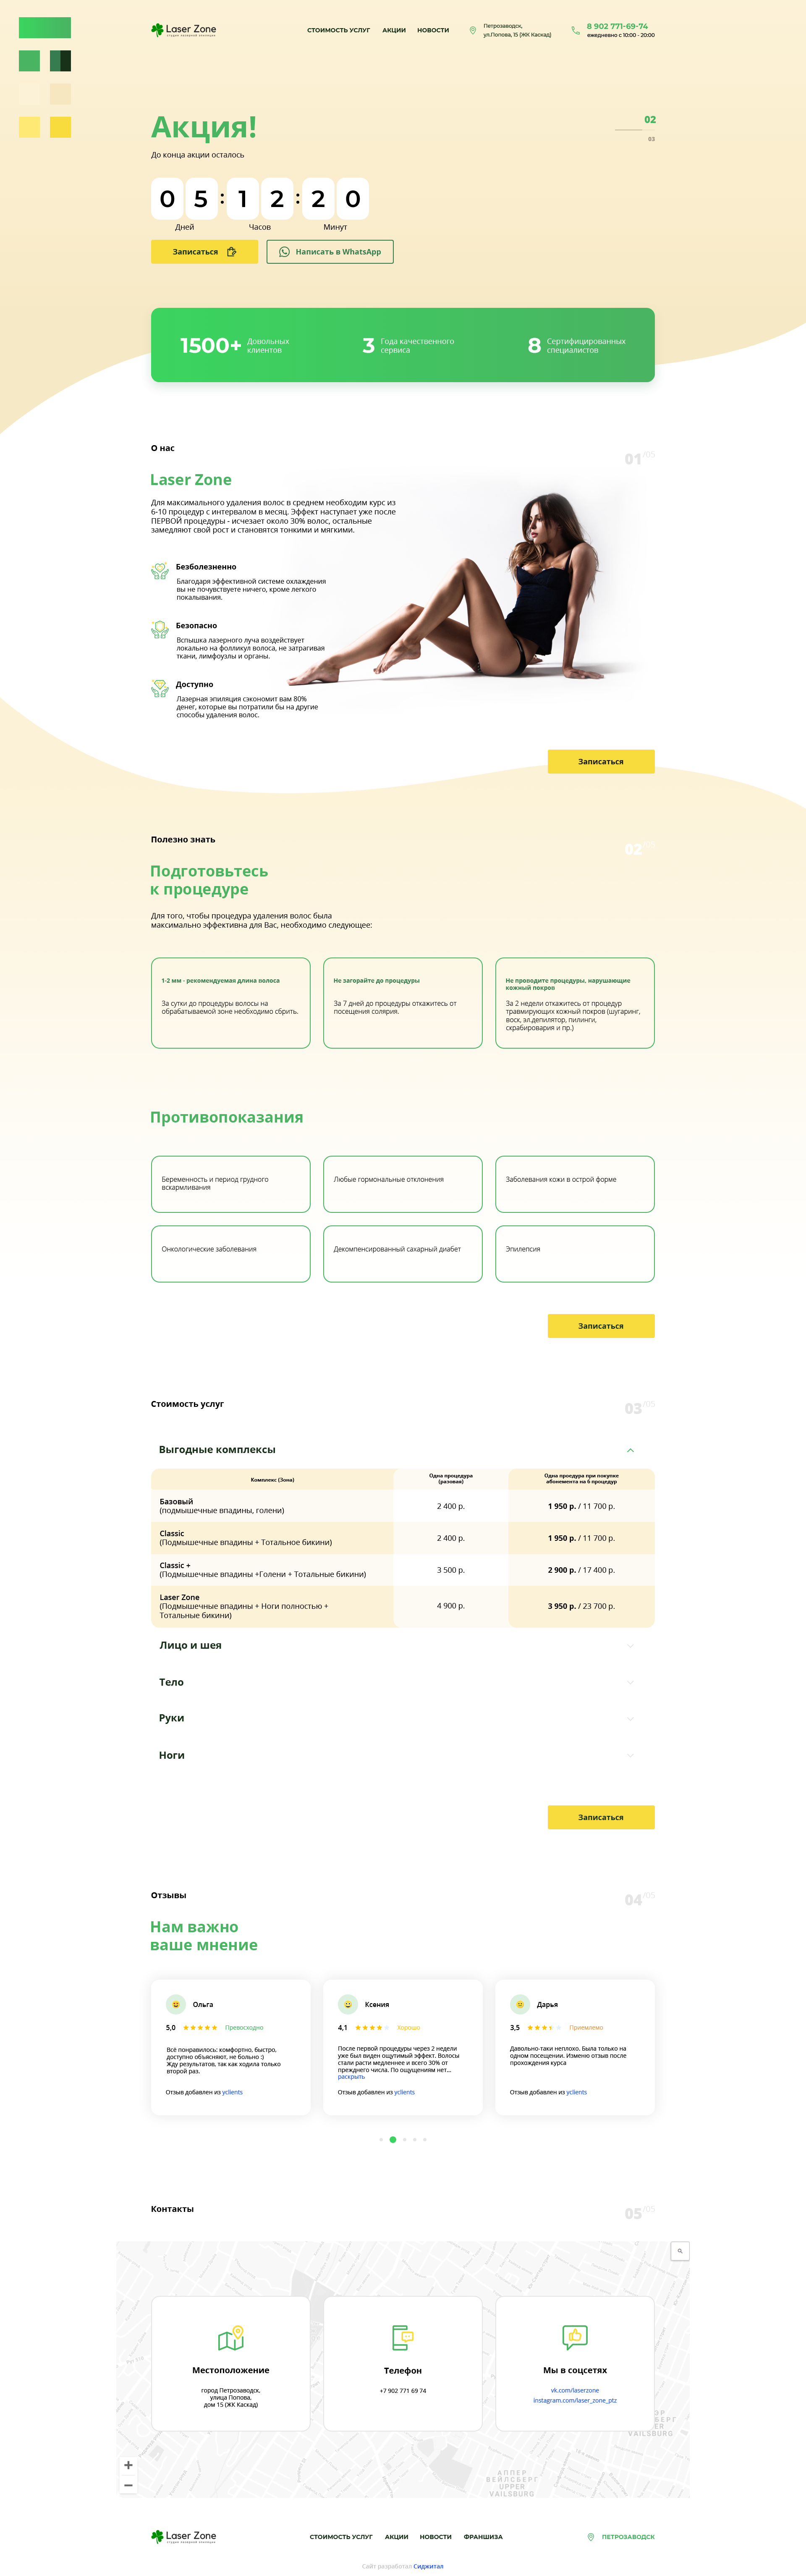 Laser Zone
студия лазерной эпиляции
СТОИМОСТЬ УСЛУГ
АКЦИИ
НОВОСТИ
Петрозаводск,
ул.Попова, 15 (ЖК Каскад)
8 902 771-69-74
ежедневно с 10:00 - 20:00
Акция!
До конца акции осталось
02
03
05:12:20
Дней
Часов
Минут
Записаться
Написать в WhatsApp
1500+
Довольных
клиентов
3
Года качественного
сервиса
8
Сертифицированных
специалистов
О нас
01/05
Laser Zone
Для максимального удаления волос в среднем необходим курс из
6-10 процедур с интервалом в месяц. Эффект наступает уже после
ПЕРВОЙ процедуры - исчезает около 30% волос, остальные
замедляют свой рост и становятся тонкими и мягкими.
Безболезненно
Благодаря эффективной системе охлаждения
вы не почувствуете ничего, кроме легкого
покалывания.
Безопасно
Вспышка лазерного луча воздействует
локально на фолликул волоса, не затрагивая
ткани, лимфоузлы и органы.
Доступно
Лазерная эпиляция сэкономит вам 80%
денег, которые вы потратили бы на другие
способы удаления волос.
Записаться
Полезно знать
02/05
Подготовьтесь
к процедуре
Для того, чтобы процедура удаления волос была
максимально эффективна для Вас, необходимо следующее:
1-2 мм - рекомендуемая длина волоса
За сутки до процедуры волосы на
обрабатываемой зоне необходимо сбрить.
Не загорайте до процедуры
За 7 дней до процедуры откажитесь от
посещения солярия.
Не проводите процедуры, нарушающие
кожный покров
За 2 недели откажитесь от процедур
травмирующих кожный покров (шугаринг,
воск, эл.депилятор, пилинги,
скрабировария и пр.)
Противопоказания
Беременность и период грудного
вскармливания
Любые гормональные отклонения
Заболевания кожи в острой форме
Онкологические заболевания
Декомпенсированный сахарный диабет
Эпилепсия
Записаться
Стоимость услуг
03/05
Выгодные комплексы
Комплекс (Зона)
Одна процедура
(разовая)
Одна проедура при покупке
абонемента на 6 процедур
Базовый
(подмышечные впадины, голени)
2 400 р.
1 950 р. / 11 700 р.
Classic
(Подмышечные впадины + Тотальное бикини)
2 400 р.
1 950 р. / 11 700 р.
Classic +
(Подмышечные впадины +Голени + Тотальные бикини)
3 500 р.
2 900 р. / 17 400 р.
Laser Zone
(Подмышечные впадины + Ноги полностью +
Тотальные бикини)
4 900 р.
3 950 р. / 23 700 р.
Лицо и шея
Тело
Руки
Ноги
Записаться
Отзывы
04/05
Нам важно
ваше мнение
Ольга
5,0
Превосходно
Всё понравилось: комфортно, быстро,
доступно объясняют, не больно :)
Жду результатов, так как ходила только
второй раз.
Отзыв добавлен из yclients
Ксения
4,1
Хорошо
После первой процедуры через 2 недели
уже был виден ощутимый эффект. Волосы
стали расти медленнее и всего 30% от
прежднего числа. По ощущениям нет...
раскрыть
Отзыв добавлен из yclients
Дарья
3,5
Приемлемо
Давольно-таки неплохо. Была только на
одном посещении. Изменю отзыв после
прохождения курса
Отзыв добавлен из yclients
Контакты
05/05
Местоположение
город Петрозаводск,
улица Попова,
дом 15 (ЖК Каскад)
Телефон
+7 902 771 69 74
Мы в соцсетях
vk.com/laserzone
instagram.com/laser_zone_ptz
VAILSBURG
АППЕР
ВЕЙЛСБЕРГ
UPPER
VAILSBURG
Laser Zone
студия лазерной эпиляции
СТОИМОСТЬ УСЛУГ
АКЦИИ
НОВОСТИ
ФРАНШИЗА
ПЕТРОЗАВОДСК
Сайт разработал Сиджитал